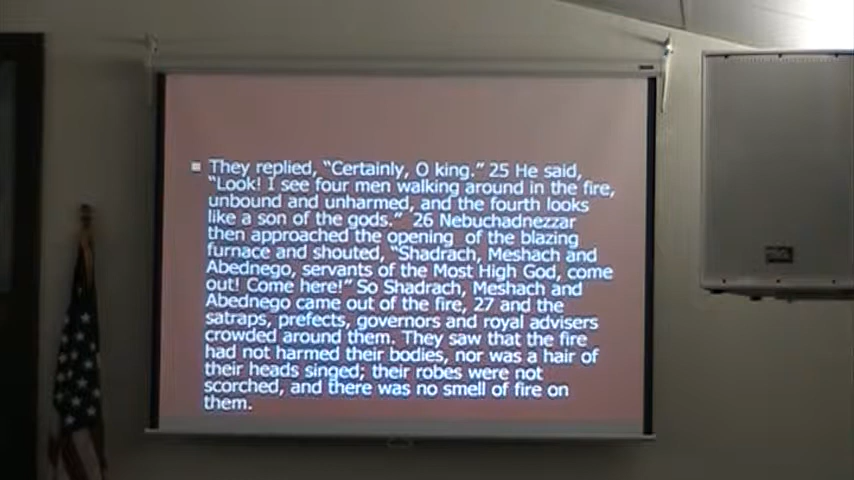 They replied, “Certainly, O king.” 25 He said,
“Look! I see four men walking around in the fire,
unbound and unharmed, and the fourth looks
like a son of the gods.” 26 Nebuchadnezzar
then approached the opening of the blazing
furnace and shouted, “Shadrach, Meshach and
Abednego, servants of the Most High God, come
out! Come here!” So Shadrach, Meshach and
Abednego came out of the fire, 27 and the
satraps, prefects, governors and royal advisers
crowded around them. They saw that the fire
had not harmed their bodies, nor was a hair of
their heads singed; their robes were not
scorched, and there was no smell of fire on
them.